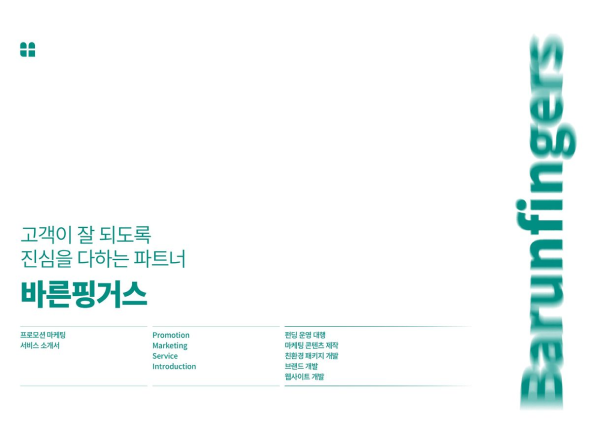 고객이 잘 되도록
진심을 다하는 파트너
바른핑거스
프로모션 마케팅
서비스 소개서
Promotion
Marketing
Service
Introduction
펀딩 운영 대행
마케팅 콘텐츠 제작
친환경 패키지 개발
브랜드 개발
웹사이트 개발
Barunfingers